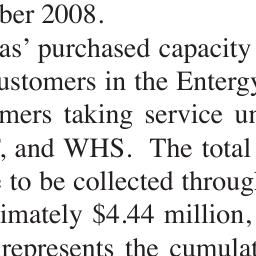 ber 2008.
as’ purchased capacity
ustomers in the Entergy
mers taking service un
, and WHS. The total
to be collected throug
imately $4.44 million,
represents the cumulat